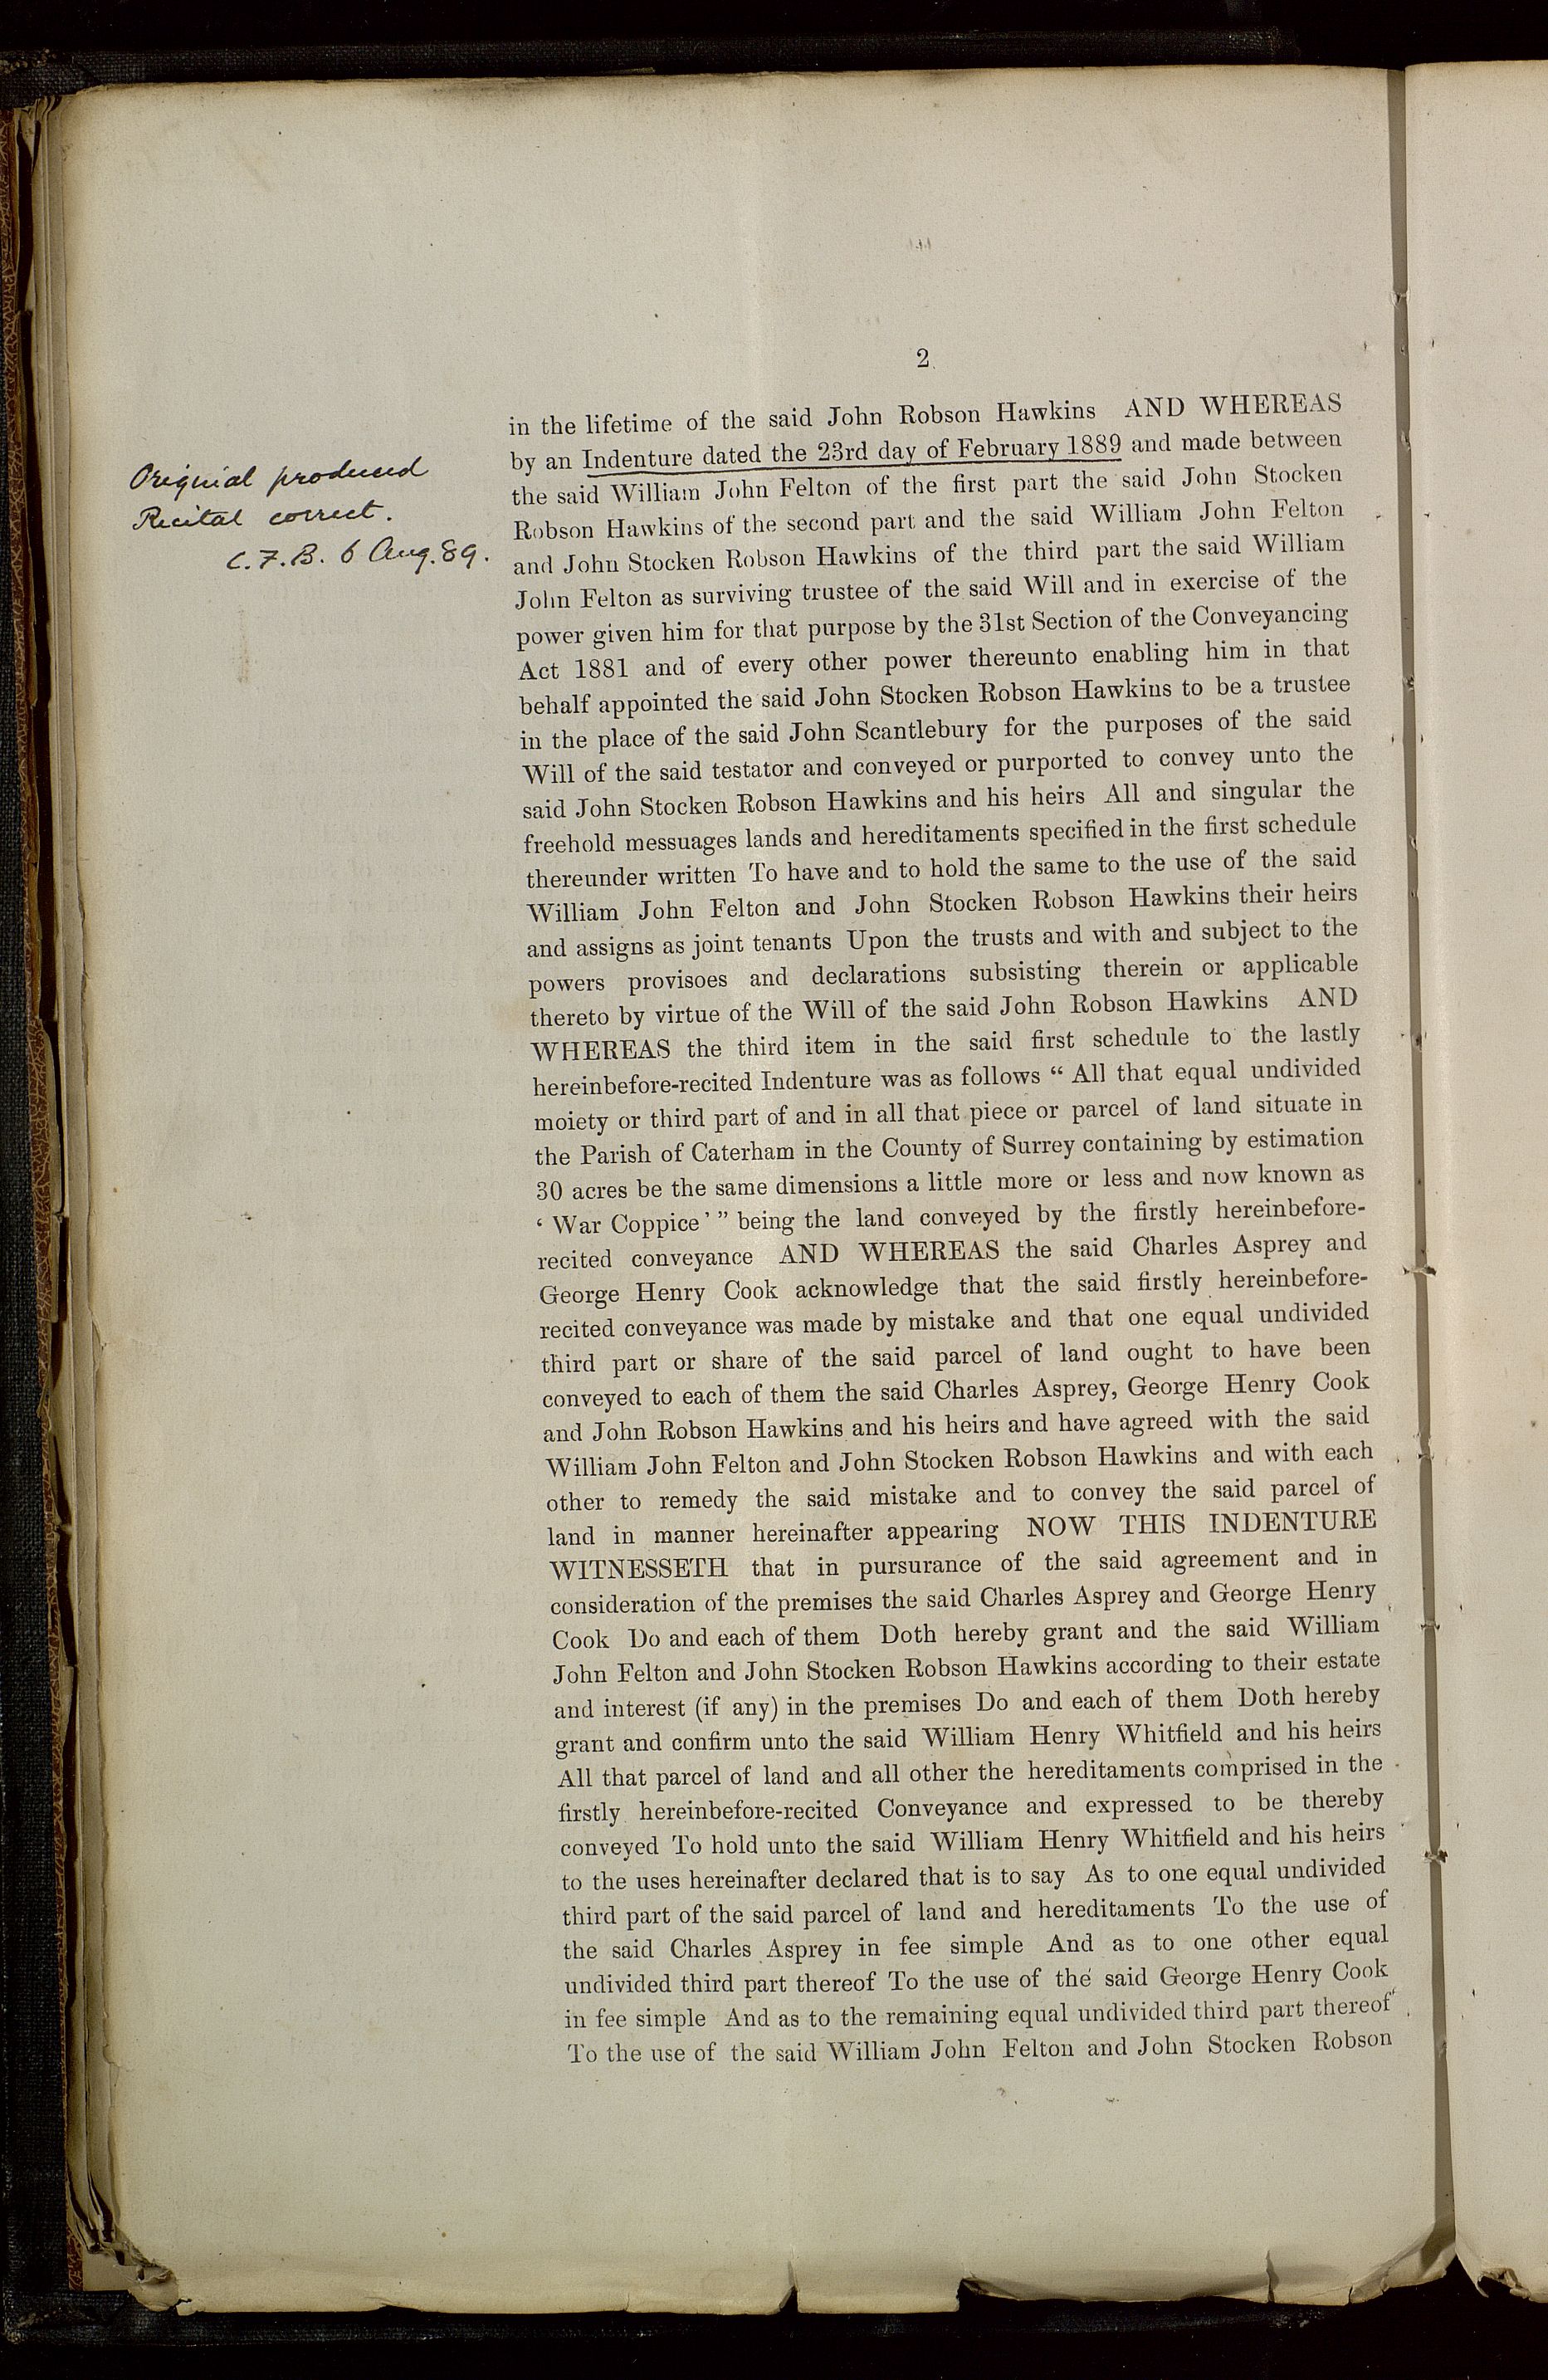 2
in the lifetime of the said John Robson Hawkins AND WHEREAS
by an Indenture dated the 23rd day of February 1889 and made between
the said William John Felton of the first part the said John Stocken
Robson Hawkins of the second part and the said William John Felton
and John Stocken Robson Hawkins of the third part the said William
John Felton as surviving trustee of the said Will and in exercise of the
power given him for that purpose by the 31st Section of the Conveyancing
Act 1881 and of every other power thereunto enabling him in that
behalf appointed the said John Stocken Robson Hawkins to be a trustee
in the place of the said John Scantlebury for the purposes of the said
Will of the said testator and conveyed or purported to convey unto the
said John Stocken Robson Hawkins and his heirs All and singular the
freehold messuages lands and hereditaments specified in the first schedule
thereunder written To have and to hold the same to the use of the said
William John Felton and John Stocken Robson Hawkins their heirs
and assigns as joint tenants Upon the trusts and with and subject to the
powers provisoes and declarations subsisting therein or applicable
thereto by virtue of the Will of the said John Robson Hawkins AND
WHEREAS the third item in the said first schedule to the lastly
hereinbefore-recited Indenture was as follows “ All that equal undivided
moiety or third part of and in all that piece or parcel of land situate in
the Parish of Caterham in the County of Surrey containing by estimation
30 acres be the same dimensions a little more or less and now known as
‘ War Coppice ’ ” being the land conveyed by the firstly hereinbefore-
recited conveyance AND WHEREAS the said Charles Asprey and
George Henry Cook acknowledge that the said firstly hereinbefore-
recited conveyance was made by mistake and that one equal undivided
third part or share of the said parcel of land ought to have been
conveyed to each of them the said Charles Asprey, George Henry Cook
and John Robson Hawkins and his heirs and have agreed with the said
William John Felton and John Stocken Robson Hawkins and with each
other to remedy the said mistake and to convey the said parcel of
land in manner hereinafter appearing NOW THIS INDENTURE
WITNESSETH that in pursurance of the said agreement and in
consideration of the premises the said Charles Asprey and George Henry
Cook Do and each of them Doth hereby grant and the said William
John Felton and John Stocken Robson Hawkins according to their estate
and interest (if any) in the premises Do and each of them Doth hereby
grant and confirm unto the said William Henry Whitfield and his heirs
All that parcel of land and all other the hereditaments comprised in the
firstly hereinbefore-recited Conveyance and expressed to be thereby
conveyed To hold unto the said William Henry Whitfield and his heirs
to the uses hereinafter declared that is to say As to one equal undivided
third part of the said parcel of land and hereditaments To the use of
the said Charles Asprey in fee simple And as to one other equal
undivided third part thereof To the use of the said George Henry Cook
in fee simple And as to the remaining equal undivided third part thereof
To the use of the said William John Felton and John Stocken Robson
Original produced
Recital correct.
C.F.B. 6 Aug. 89.